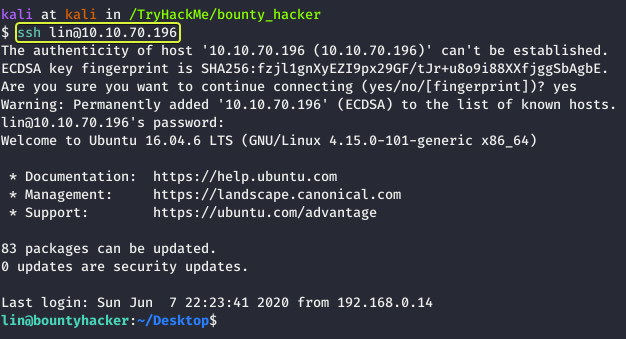 kali at kali in /TryHackMe/bounty_hacker
$ ssh lin@10.10.70.196
The authenticity of host '10.10.70.196 (10.10.70.196)' can't be established.
ECDSA key fingerprint is SHA256:fzjl1gnXyEZI9px29GF/tJr+u8o9i88XXfjggSbAgbE.
Are you sure you want to continue connecting (yes/no/[fingerprint])? yes
Warning: Permanently added '10.10.70.196' (ECDSA) to the list of known hosts.
lin@10.10.70.196's password:
Welcome to Ubuntu 16.04.6 LTS (GNU/Linux 4.15.0-101-generic x86_64)
* Documentation: https://help.ubuntu.com
* Management: https://landscape.canonical.com
* Support: https://ubuntu.com/advantage
83 packages can be updated.
0 updates are security updates.
Last login: Sun Jun 7 22:23:41 2020 from 192.168.0.14
lin@bountyhacker:~/Desktop$